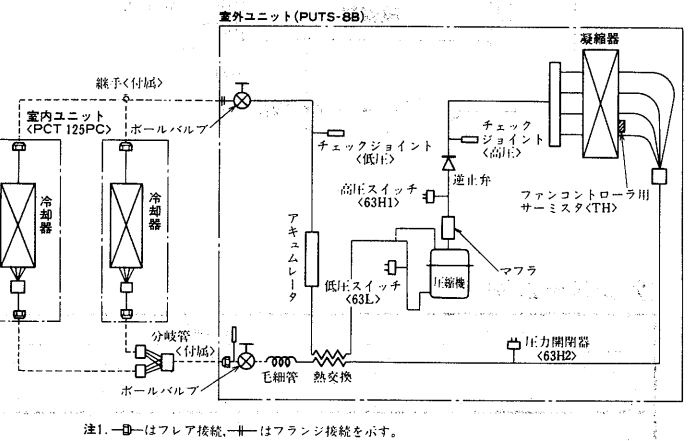 室外ユニット(PUTS-8B)
凝縮器
継手<付属>
室内ユニット
<PCT 125PC>
ボールバルブ
チェックジョイント
<低圧>
チェック
ジョイント
<高圧>
逆止弁
高圧スイッチ
<63H1>
ファンコントローラ用
サーミスタ<TH>
冷却器
冷却器
アキュムレータ
マフラ
低圧スイッチ
<63L>
圧縮機
分岐管
<付属>
圧力開閉器
<63H2>
ボールバルブ
毛細管
熱交換
注1.はフレア接続,はフランジ接続を示す。